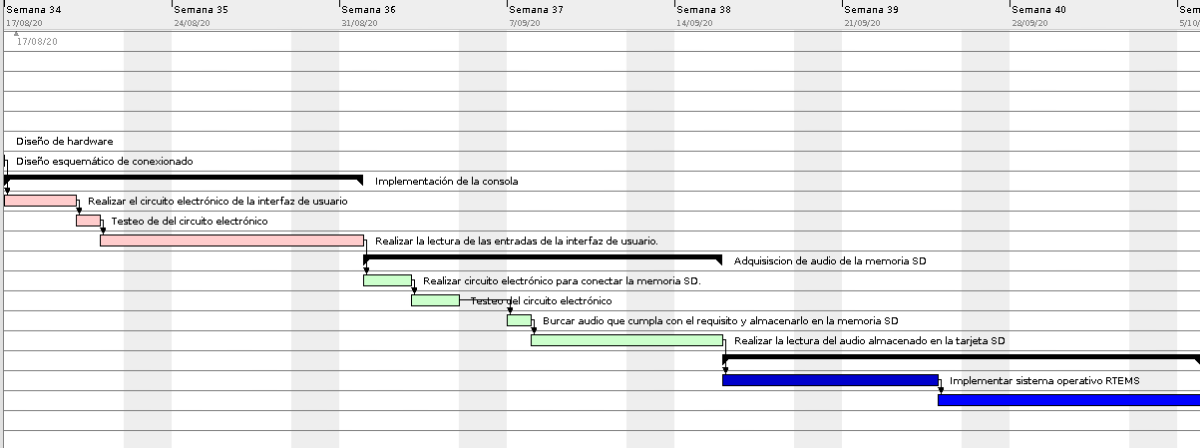 Semana 34 Semana 35 Semana 36 Semana 37 Semana 38 Semana 39 Semana 40 Sem
17/08/20 24/08/20 31/08/20 7/09/20 14/09/20 21/09/20 28/09/20 5/10/
17/08/20
Diseño de hardware
Diseño esquemático de conexionado
Implementación de la consola
Realizar el circuito electrónico de la interfaz de usuario
Testeo de del circuito electrónico
Realizar la lectura de las entradas de la interfaz de usuario.
Adquisiscion de audio de la memoria SD
Realizar circuito electrónico para conectar la memoria SD.
Testeo del circuito electrónico
Burcar audio que cumpla con el requisito y almacenarlo en la memoria SD
Realizar la lectura del audio almacenado en la tarjeta SD
Implementar sistema operativo RTEMS